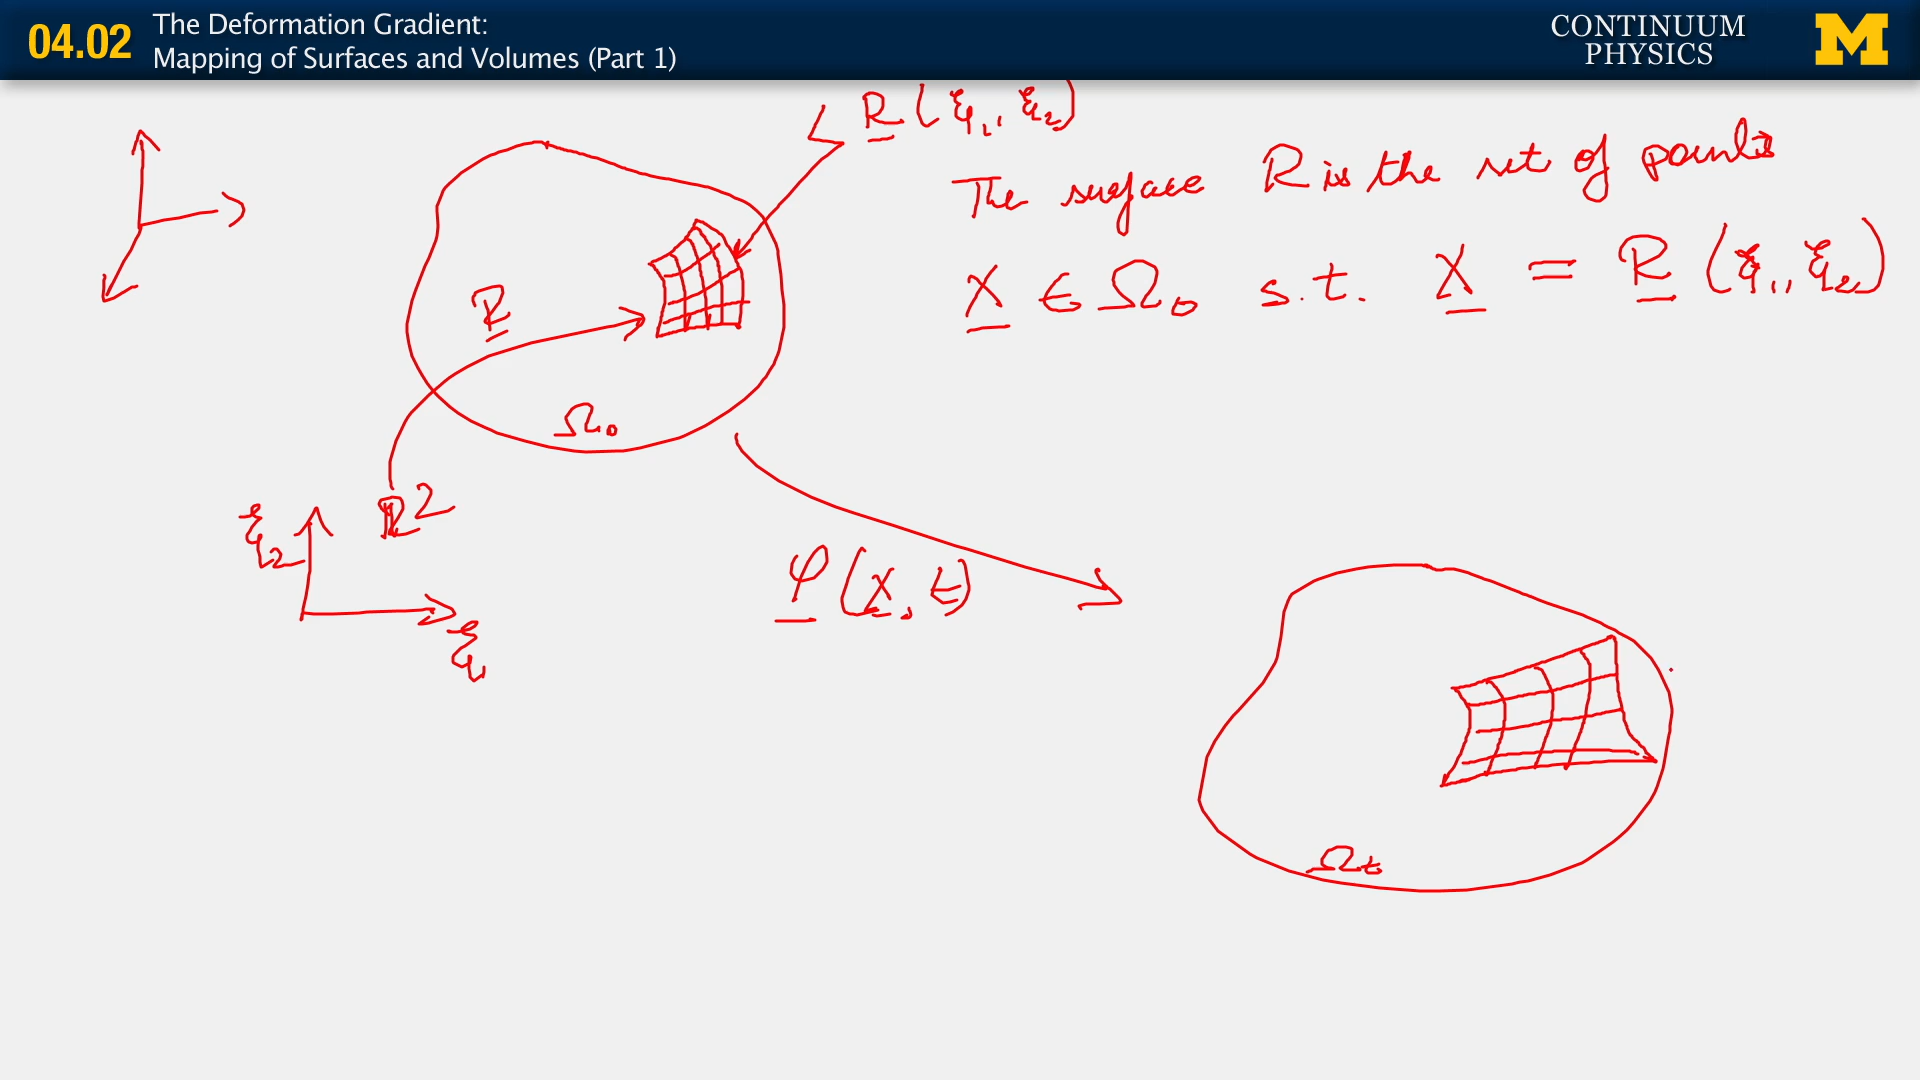 04.02
The Deformation Gradient:
Mapping of Surfaces and Volumes (Part 1)
CONTINUUM
PHYSICS
M
R(ξ₁, ξ₂)
The surface R is the set of points
X ∈ Ω₀ s.t. X = R(ξ₁, ξ₂)
R
Ω₀
ℝ²
ξ₂
ξ₁
φ(X, t)
Ωt